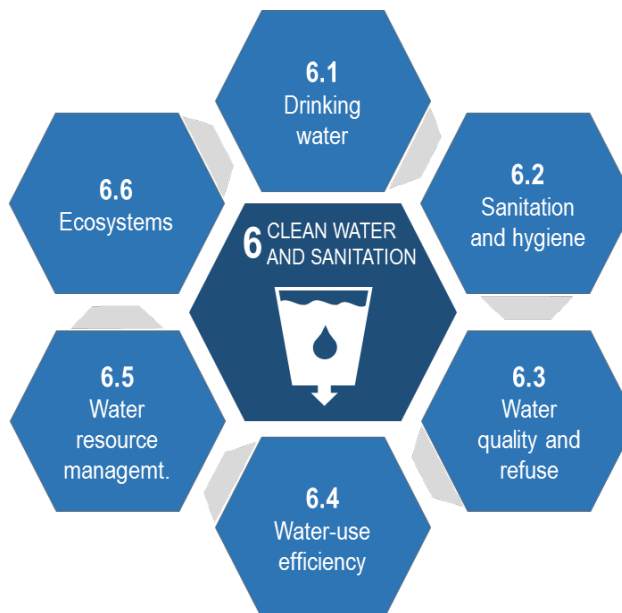 6.1
Drinking
water
6.2
Sanitation
and hygiene
6.3
Water
quality and
refuse
6.4
Water-use
efficiency
6.5
Water
resource
managemt.
6.6
Ecosystems
6 CLEAN WATER
AND SANITATION